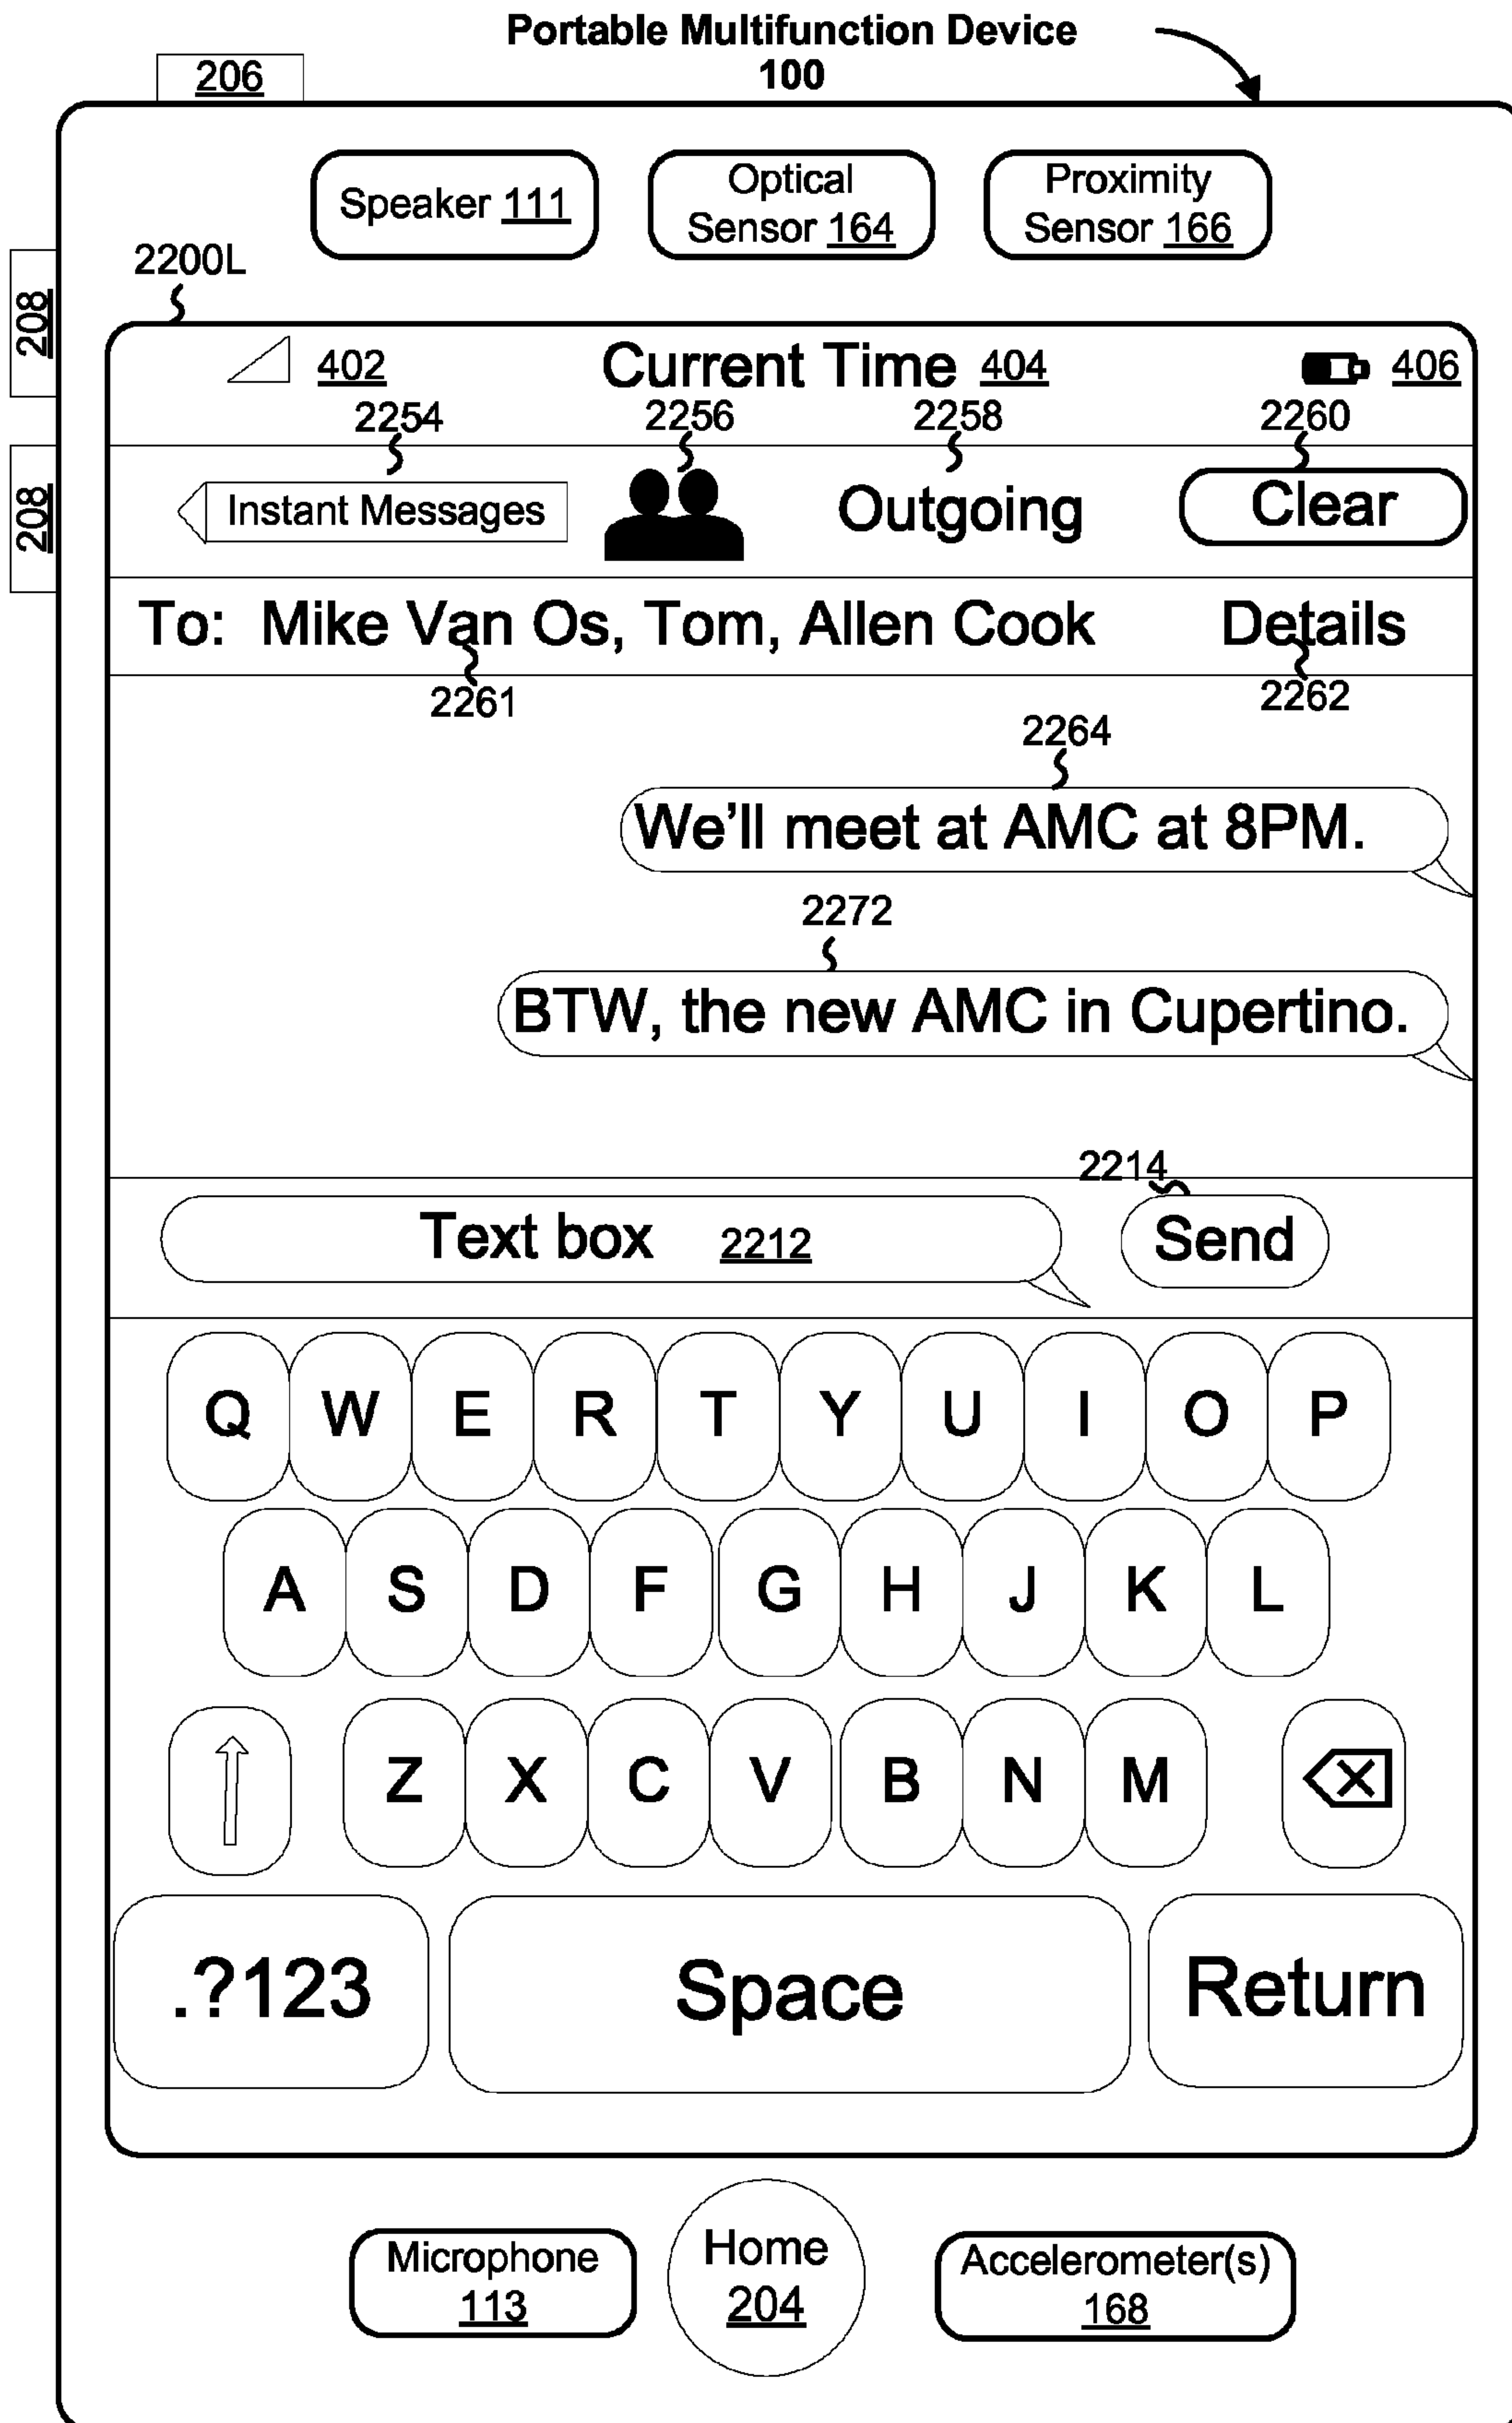 Portable Multifunction Device
100
206
Speaker 111
Optical
Sensor 164
Proximity
Sensor 166
2200L
208
402
Current Time 404
406
2254
2256
2258
2260
208
Instant Messages
Outgoing
Clear
To: Mike Van Os, Tom, Allen Cook
Details
2261
2262
2264
We'll meet at AMC at 8PM.
2272
BTW, the new AMC in Cupertino.
2214
Text box 2212
Send
Q W E R T Y U I O P
A S D F G H J K L
Z X C V B N M
.?123
Space
Return
Microphone
113
Home
204
Accelerometer(s)
168